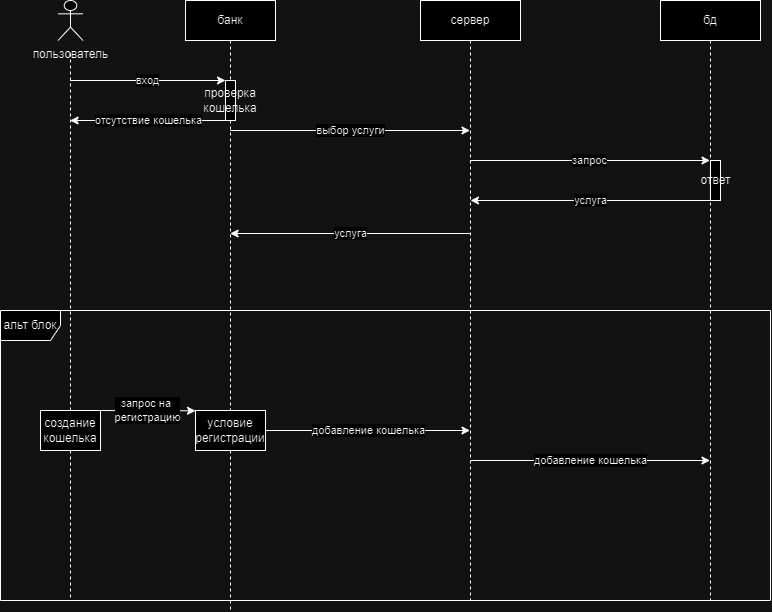 банк
сервер
бд
пользователь
вход
проверка
кошелька
отсутствие кошелька
выбор услуги
запрос
ответ
услуга
услуга
альт блок
запрос на
регистрацию
создание
кошелька
условие
регистрации
добавление кошелька
добавление кошелька